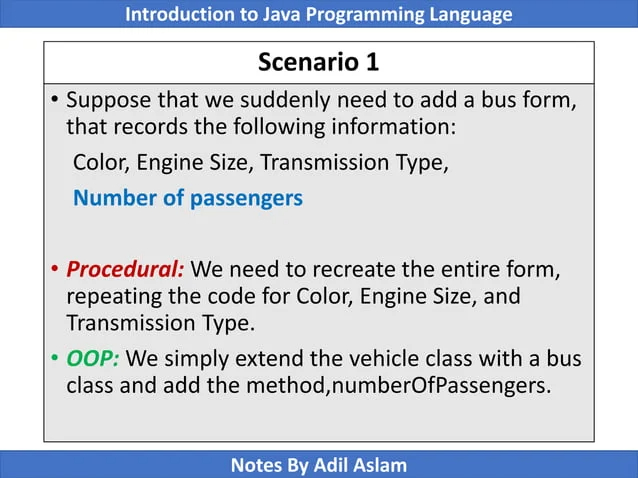 Introduction to Java Programming Language
Scenario 1
• Suppose that we suddenly need to add a bus form,
that records the following information:
Color, Engine Size, Transmission Type,
Number of passengers
• Procedural: We need to recreate the entire form,
repeating the code for Color, Engine Size, and
Transmission Type.
• OOP: We simply extend the vehicle class with a bus
class and add the method,numberOfPassengers.
Notes By Adil Aslam